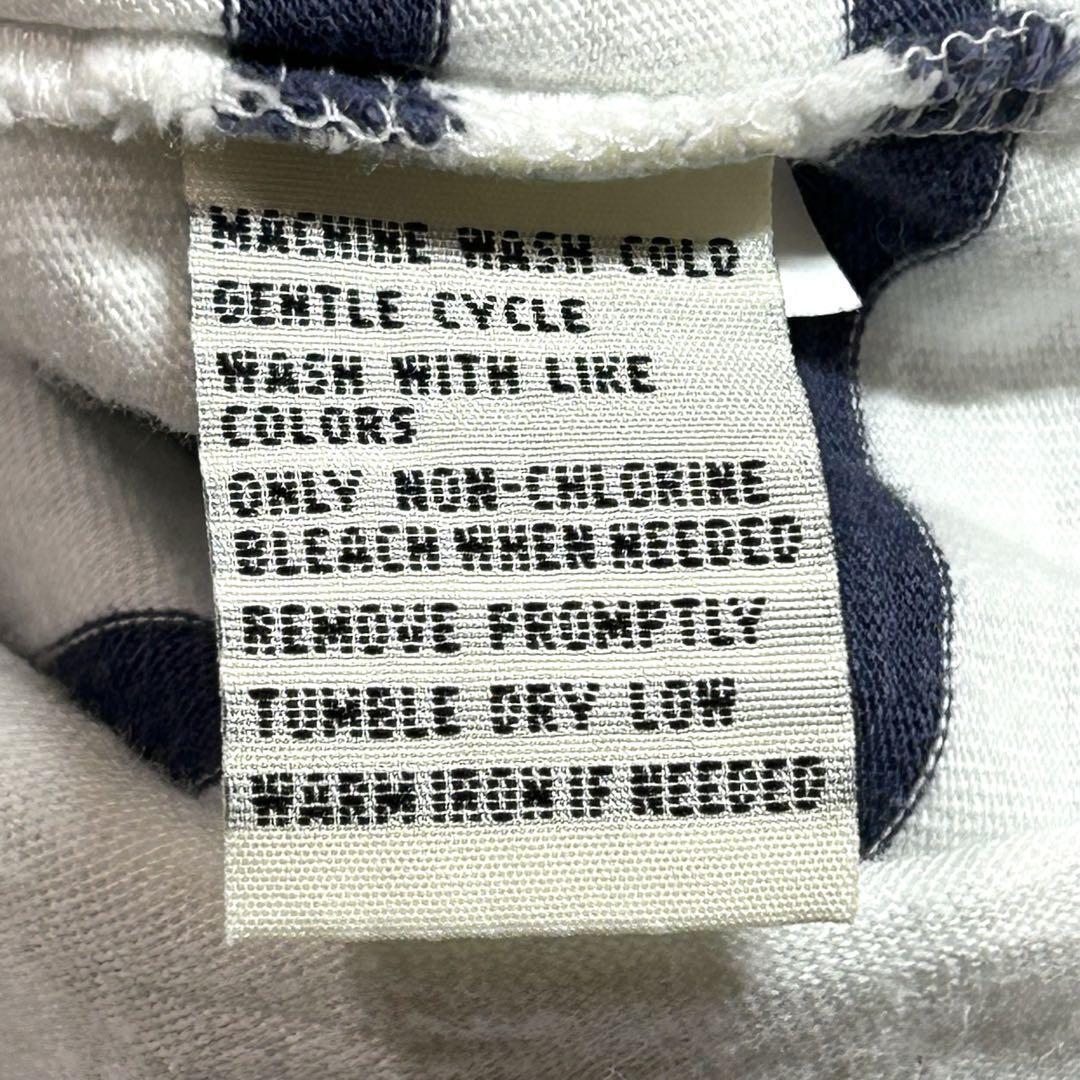 MACHINE WASH COLD
GENTLE CYCLE
WASH WITH LIKE
COLORS
ONLY NON-CHLORINE
BLEACH WHEN NEEDED
REMOVE PROMPTLY
TUMBLE DRY LOW
WARM IRON IF NEEDED